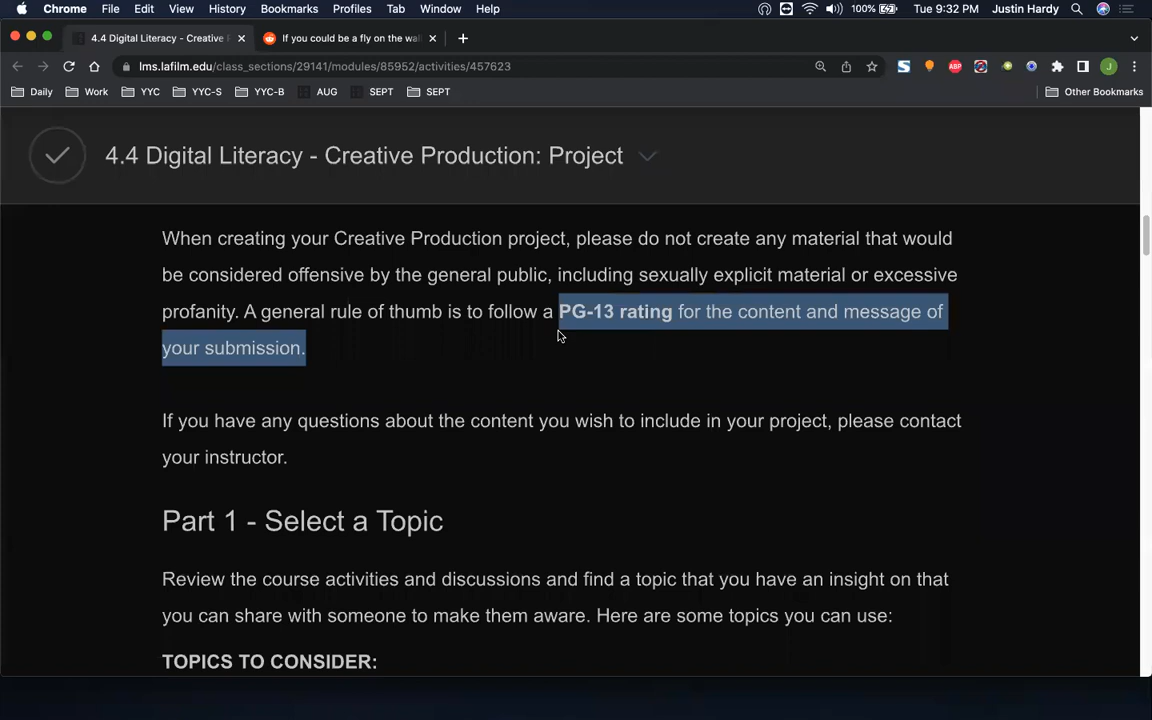 Chrome File Edit View History Bookmarks Profiles Tab Window Help 100% Tue 9:32 PM Justin Hardy
4.4 Digital Literacy - Creative P If you could be a fly on the wal
lms.lafilm.edu/class_sections/29141/modules/85952/activities/457623
Daily Work YYC YYC-S YYC-B AUG SEPT SEPT Other Bookmarks
4.4 Digital Literacy - Creative Production: Project
When creating your Creative Production project, please do not create any material that would
be considered offensive by the general public, including sexually explicit material or excessive
profanity. A general rule of thumb is to follow a PG-13 rating for the content and message of
your submission.
If you have any questions about the content you wish to include in your project, please contact
your instructor.
Part 1 - Select a Topic
Review the course activities and discussions and find a topic that you have an insight on that
you can share with someone to make them aware. Here are some topics you can use:
TOPICS TO CONSIDER: